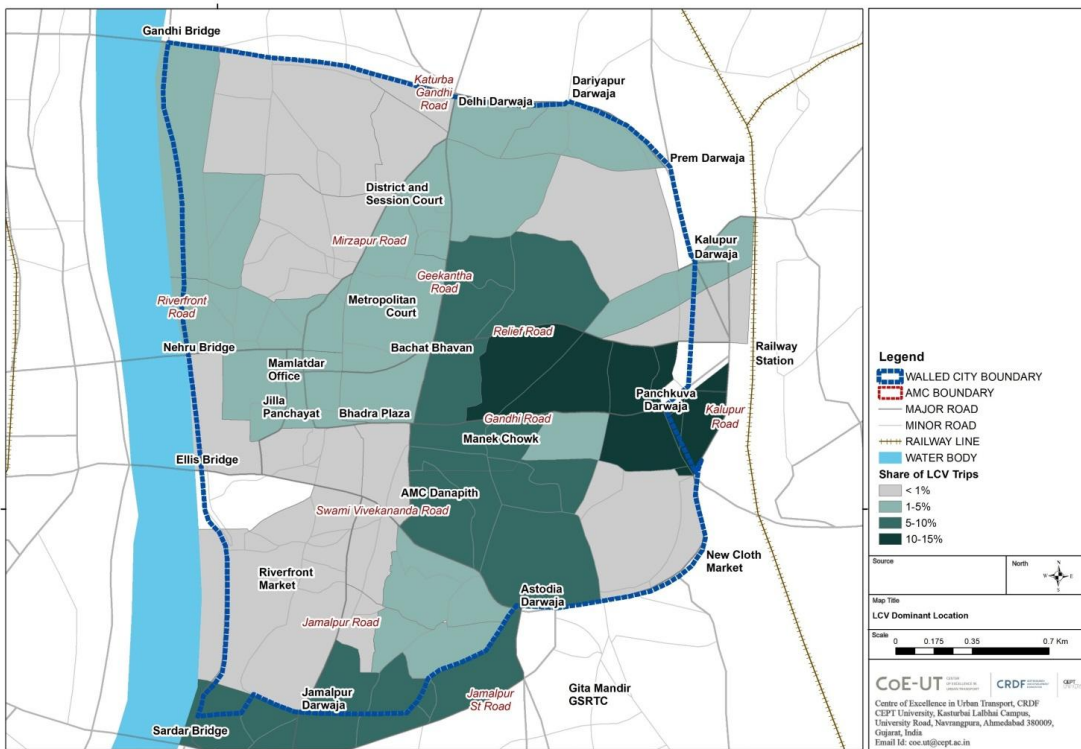 Gandhi Bridge
Katurba
Gandhi
Road
Delhi Darwaja
Dariyapur
Darwaja
Prem Darwaja
District and
Session Court
Mirzapur Road
Kalupur
Darwaja
Geekantha
Road
Riverfront
Road
Metropolitan
Court
Relief Road
Nehru Bridge
Bachat Bhavan
Railway
Station
Mamlatdar
Office
Jilla
Panchayat
Bhadra Plaza
Panchkuva
Darwaja
Kalupur
Road
Gandhi Road
Manek Chowk
Ellis Bridge
AMC Danapith
Swami Vivekananda Road
New Cloth
Market
Riverfront
Market
Astodia
Darwaja
Jamalpur Road
Jamalpur
Darwaja
Jamalpur
St Road
Gita Mandir
GSRTC
Sardar Bridge
Legend
WALLED CITY BOUNDARY
AMC BOUNDARY
MAJOR ROAD
MINOR ROAD
RAILWAY LINE
WATER BODY
Share of LCV Trips
< 1%
1-5%
5-10%
10-15%
Source
North
N
W
E
S
Map Title
LCV Dominant Location
Scale
0 0.175 0.35 0.7 Km
CoE-UT
CENTER
OF EXCELLENCE IN
URBAN TRANSPORT
CRDF
CEPT
Centre of Excellence in Urban Transport, CRDF
CEPT University, Kasturbai Lalbhai Campus,
University Road, Navrangpura, Ahmedabad 380009,
Gujarat, India
Email Id: coe.ut@cept.ac.in